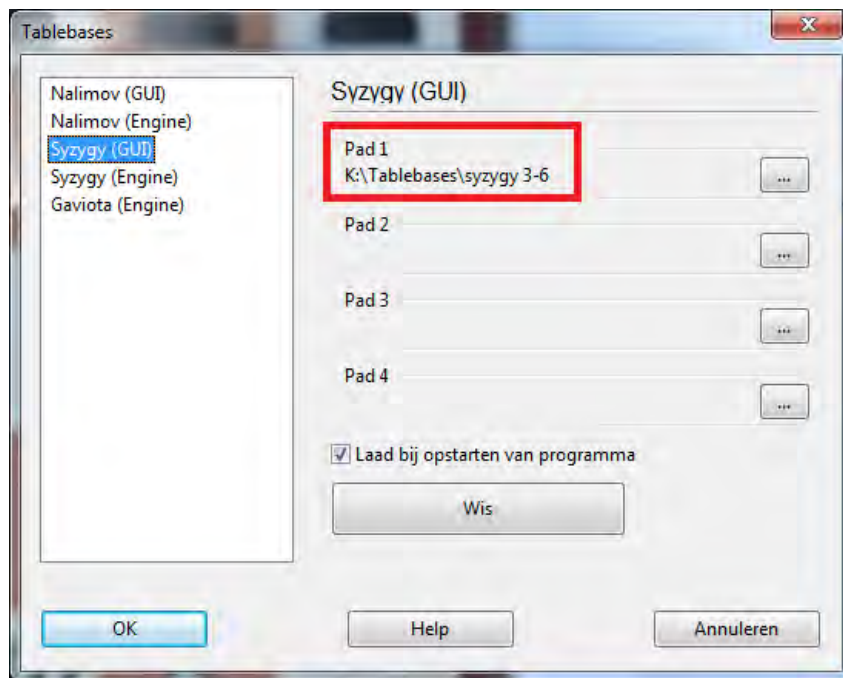 Tablebases
Nalimov (GUI)
Nalimov (Engine)
Syzygy (GUI)
Syzygy (Engine)
Gaviota (Engine)
Syzygy (GUI)
Pad 1
K:\Tablebases\syzygy 3-6
...
Pad 2
...
Pad 3
...
Pad 4
...
Laad bij opstarten van programma
Wis
OK
Help
Annuleren